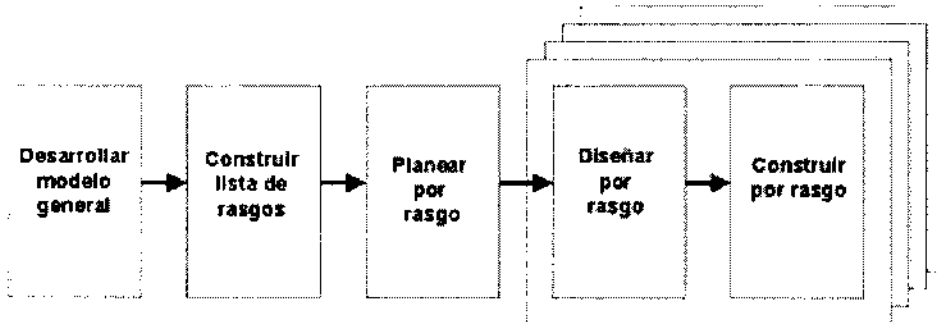 Desarrollar
modelo
general
Construir
lista de
rasgos
Planear
por
rasgo
Diseñar
por
rasgo
Construir
por rasgo